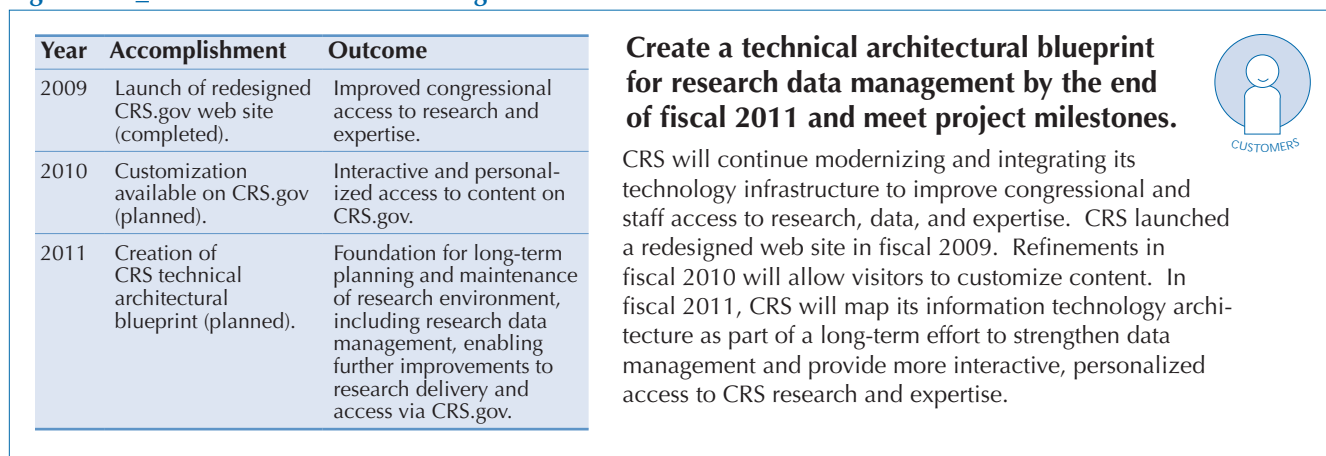 Year Accomplishment Outcome
2009 Launch of redesigned Improved congressional
CRS.gov web site access to research and
(completed). expertise.
2010 Customization Interactive and personal-
available on CRS.gov ized access to content on
(planned). CRS.gov.
2011 Creation of Foundation for long-term
CRS technical planning and maintenance
architectural of research environment,
blueprint (planned). including research data
management, enabling
further improvements to
research delivery and
access via CRS.gov.
Create a technical architectural blueprint
for research data management by the end
of fiscal 2011 and meet project milestones.
CUSTOMERS
CRS will continue modernizing and integrating its
technology infrastructure to improve congressional and
staff access to research, data, and expertise. CRS launched
a redesigned web site in fiscal 2009. Refinements in
fiscal 2010 will allow visitors to customize content. In
fiscal 2011, CRS will map its information technology archi-
tecture as part of a long-term effort to strengthen data
management and provide more interactive, personalized
access to CRS research and expertise.